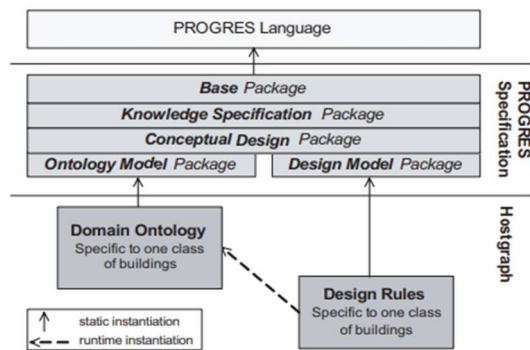 PROGRES Language
Base Package
Knowledge Specification Package
Conceptual Design Package
Ontology Model Package
Design Model Package
PROGRES
Specification
Domain Ontology
Specific to one class
of buildings
Hostgraph
Design Rules
Specific to one class
of buildings
static instantiation
runtime instantiation